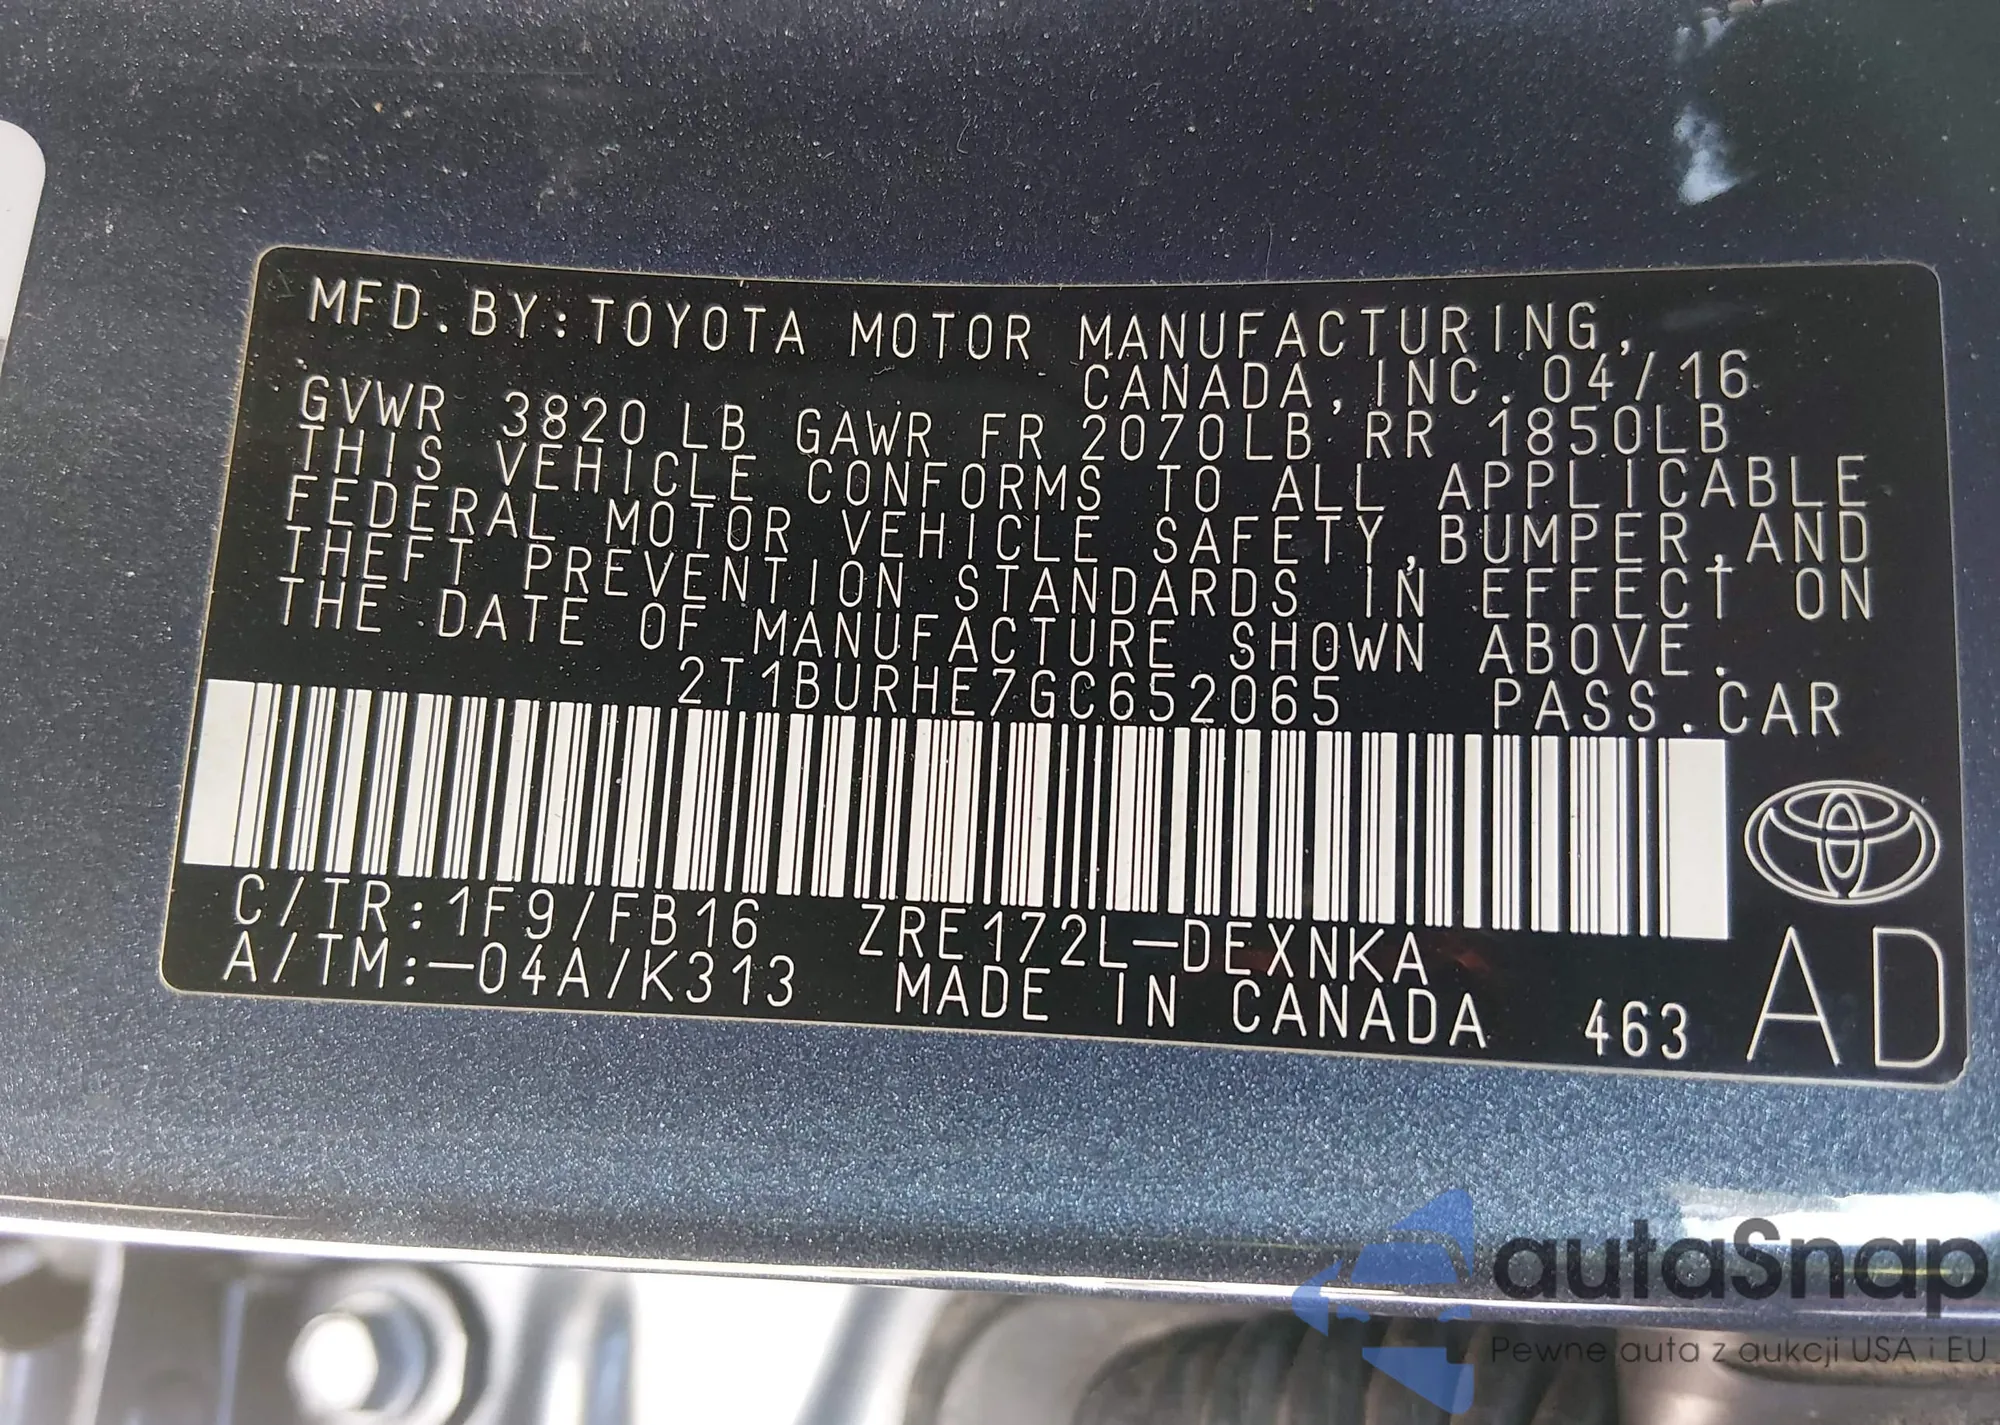 MFD.BY:TOYOTA MOTOR MANUFACTURING,
CANADA,INC.04/16
GVWR 3820LB GAWR FR 2070LB RR 1850LB
THIS VEHICLE CONFORMS TO ALL APPLICABLE
FEDERAL MOTOR VEHICLE SAFETY,BUMPER,AND
THEFT PREVENTION STANDARDS IN EFFECT ON
THE DATE OF MANUFACTURE SHOWN ABOVE.
2T1BURHE7GC652065 PASS.CAR
C/TR:1F9/FB16 ZRE172L-DEXNKA
A/TM:-04A/K313 MADE IN CANADA 463 AD
autaSnap
Pewne auta z aukcji USA i EU